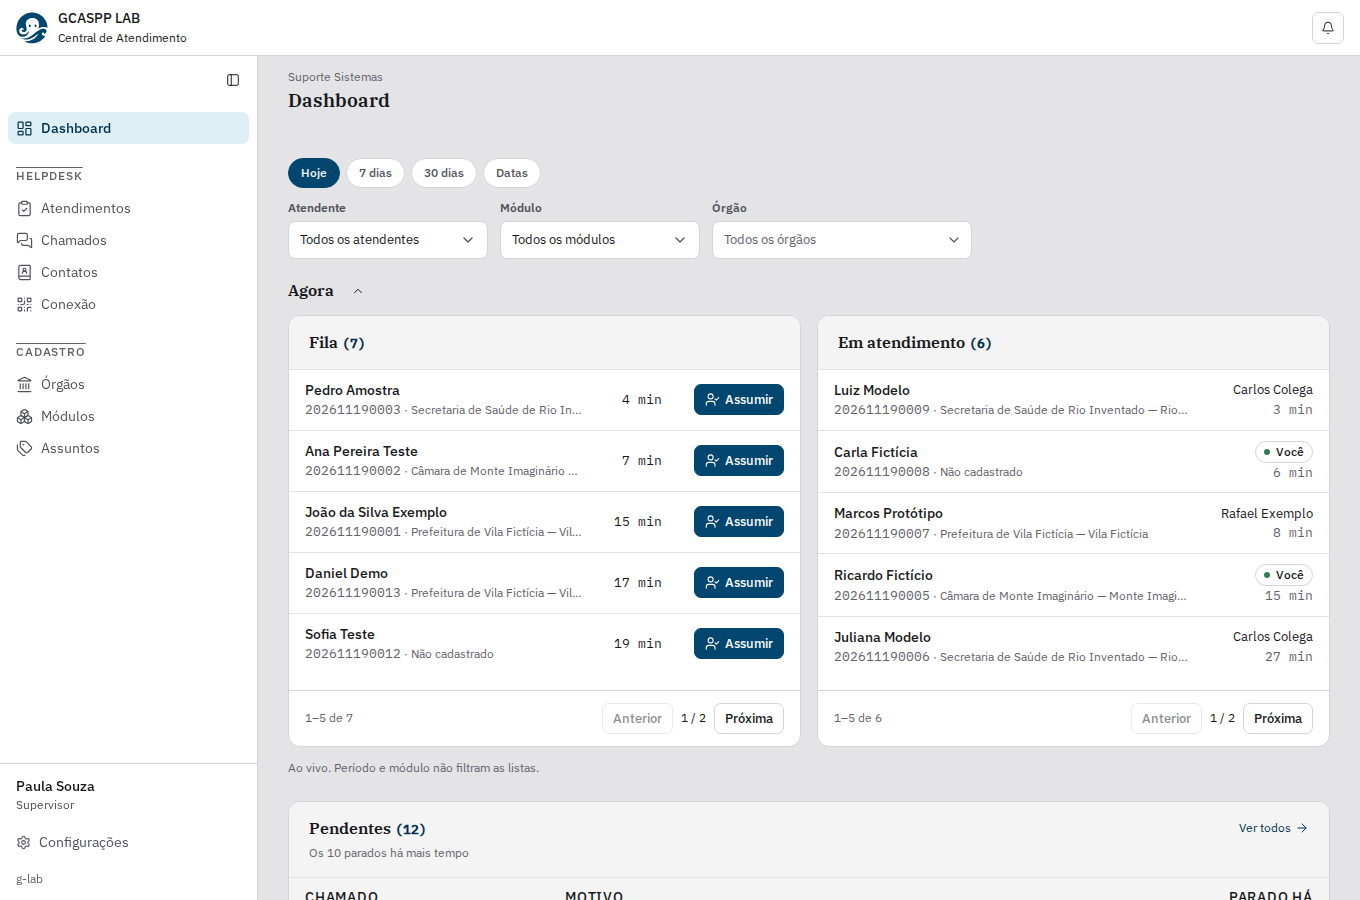 GCASPP LAB
Central de Atendimento
Dashboard
HELPDESK
Atendimentos
Chamados
Contatos
Conexão
CADASTRO
Órgãos
Módulos
Assuntos
Paula Souza
Supervisor
Configurações
g-lab
Suporte Sistemas
Dashboard
Hoje 7 dias 30 dias Datas
Atendente Módulo Órgão
Todos os atendentes Todos os módulos Todos os órgãos
Agora
Fila (7)
Pedro Amostra
202611190003 · Secretaria de Saúde de Rio In...
4 min
Assumir
Ana Pereira Teste
202611190002 · Câmara de Monte Imaginário ...
7 min
Assumir
João da Silva Exemplo
202611190001 · Prefeitura de Vila Fictícia — Vil...
15 min
Assumir
Daniel Demo
202611190013 · Prefeitura de Vila Fictícia — Vil...
17 min
Assumir
Sofia Teste
202611190012 · Não cadastrado
19 min
Assumir
1–5 de 7 Anterior 1 / 2 Próxima
Em atendimento (6)
Luiz Modelo
202611190009 · Secretaria de Saúde de Rio Inventado — Rio...
Carlos Colega
3 min
Carla Fictícia
202611190008 · Não cadastrado
Você
6 min
Marcos Protótipo
202611190007 · Prefeitura de Vila Fictícia — Vila Fictícia
Rafael Exemplo
8 min
Ricardo Fictício
202611190005 · Câmara de Monte Imaginário — Monte Imagi...
Você
15 min
Juliana Modelo
202611190006 · Secretaria de Saúde de Rio Inventado — Rio...
Carlos Colega
27 min
1–5 de 6 Anterior 1 / 2 Próxima
Ao vivo. Período e módulo não filtram as listas.
Pendentes (12)
Os 10 parados há mais tempo
Ver todos
CHAMADO MOTIVO PARADO HÁ